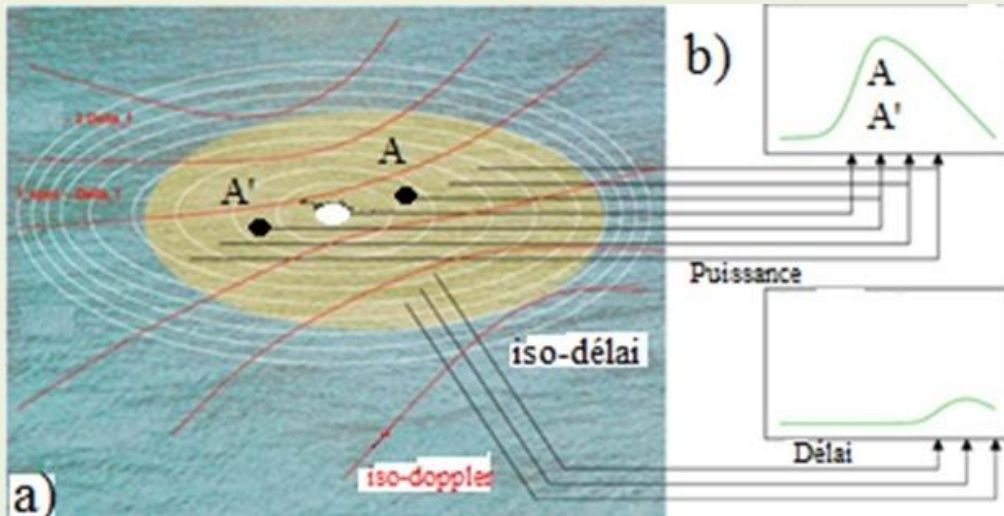 b)
A
A'
A
A'
Puissance
iso-délai
Délai
iso-doppler
a)